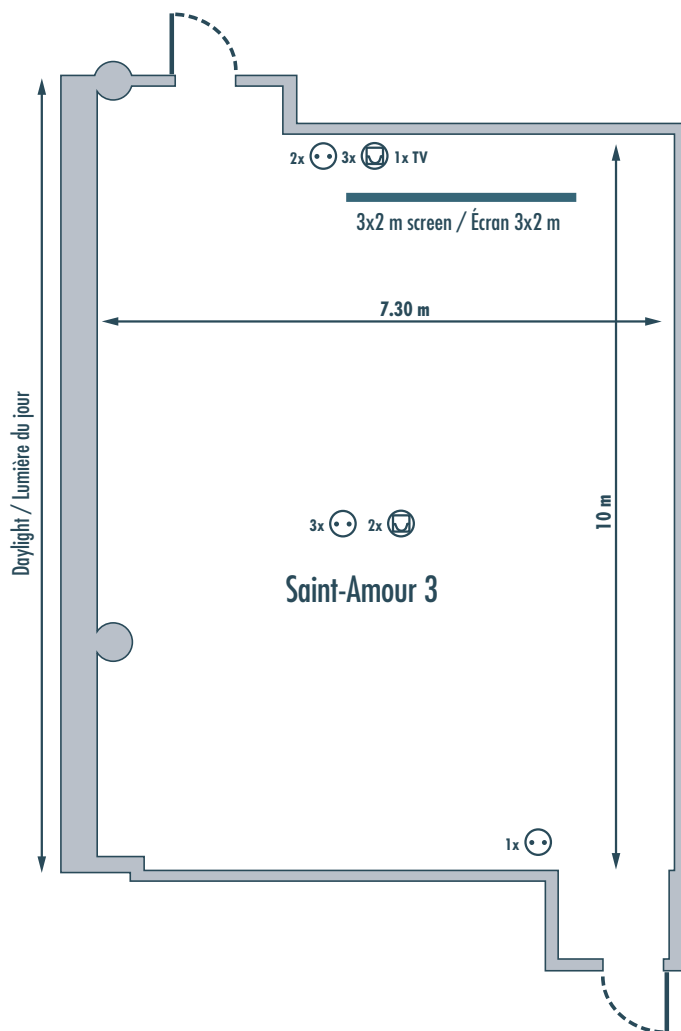 2x 3x 1x TV
3x2 m screen / Écran 3x2 m
7.30 m
Daylight / Lumière du jour
10 m
3x 2x
Saint-Amour 3
1x